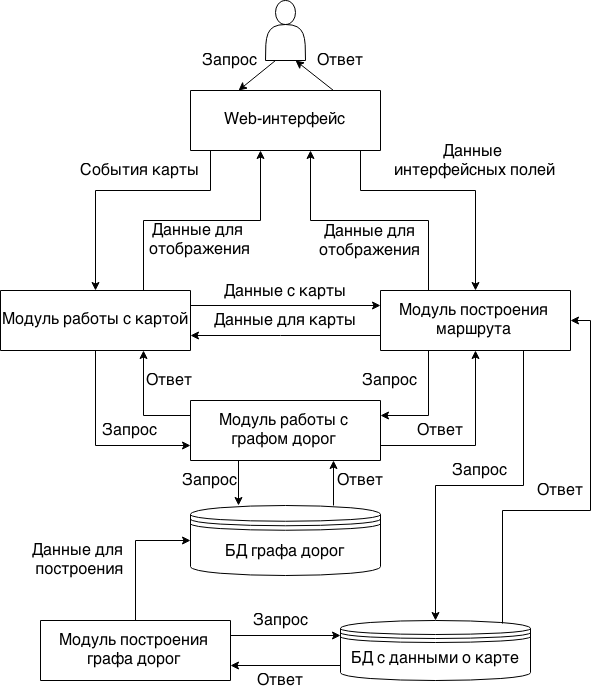 Запрос
Ответ
Web-интерфейс
События карты
Данные
интерфейсных полей
Данные для
отображения
Данные для
отображения
Модуль работы с картой
Данные с карты
Данные для карты
Модуль построения
маршрута
Ответ
Запрос
Модуль работы с
графом дорог
Запрос
Ответ
Запрос
Ответ
Запрос
Ответ
БД графа дорог
Данные для
построения
Модуль построения
графа дорог
Запрос
Ответ
БД с данными о карте